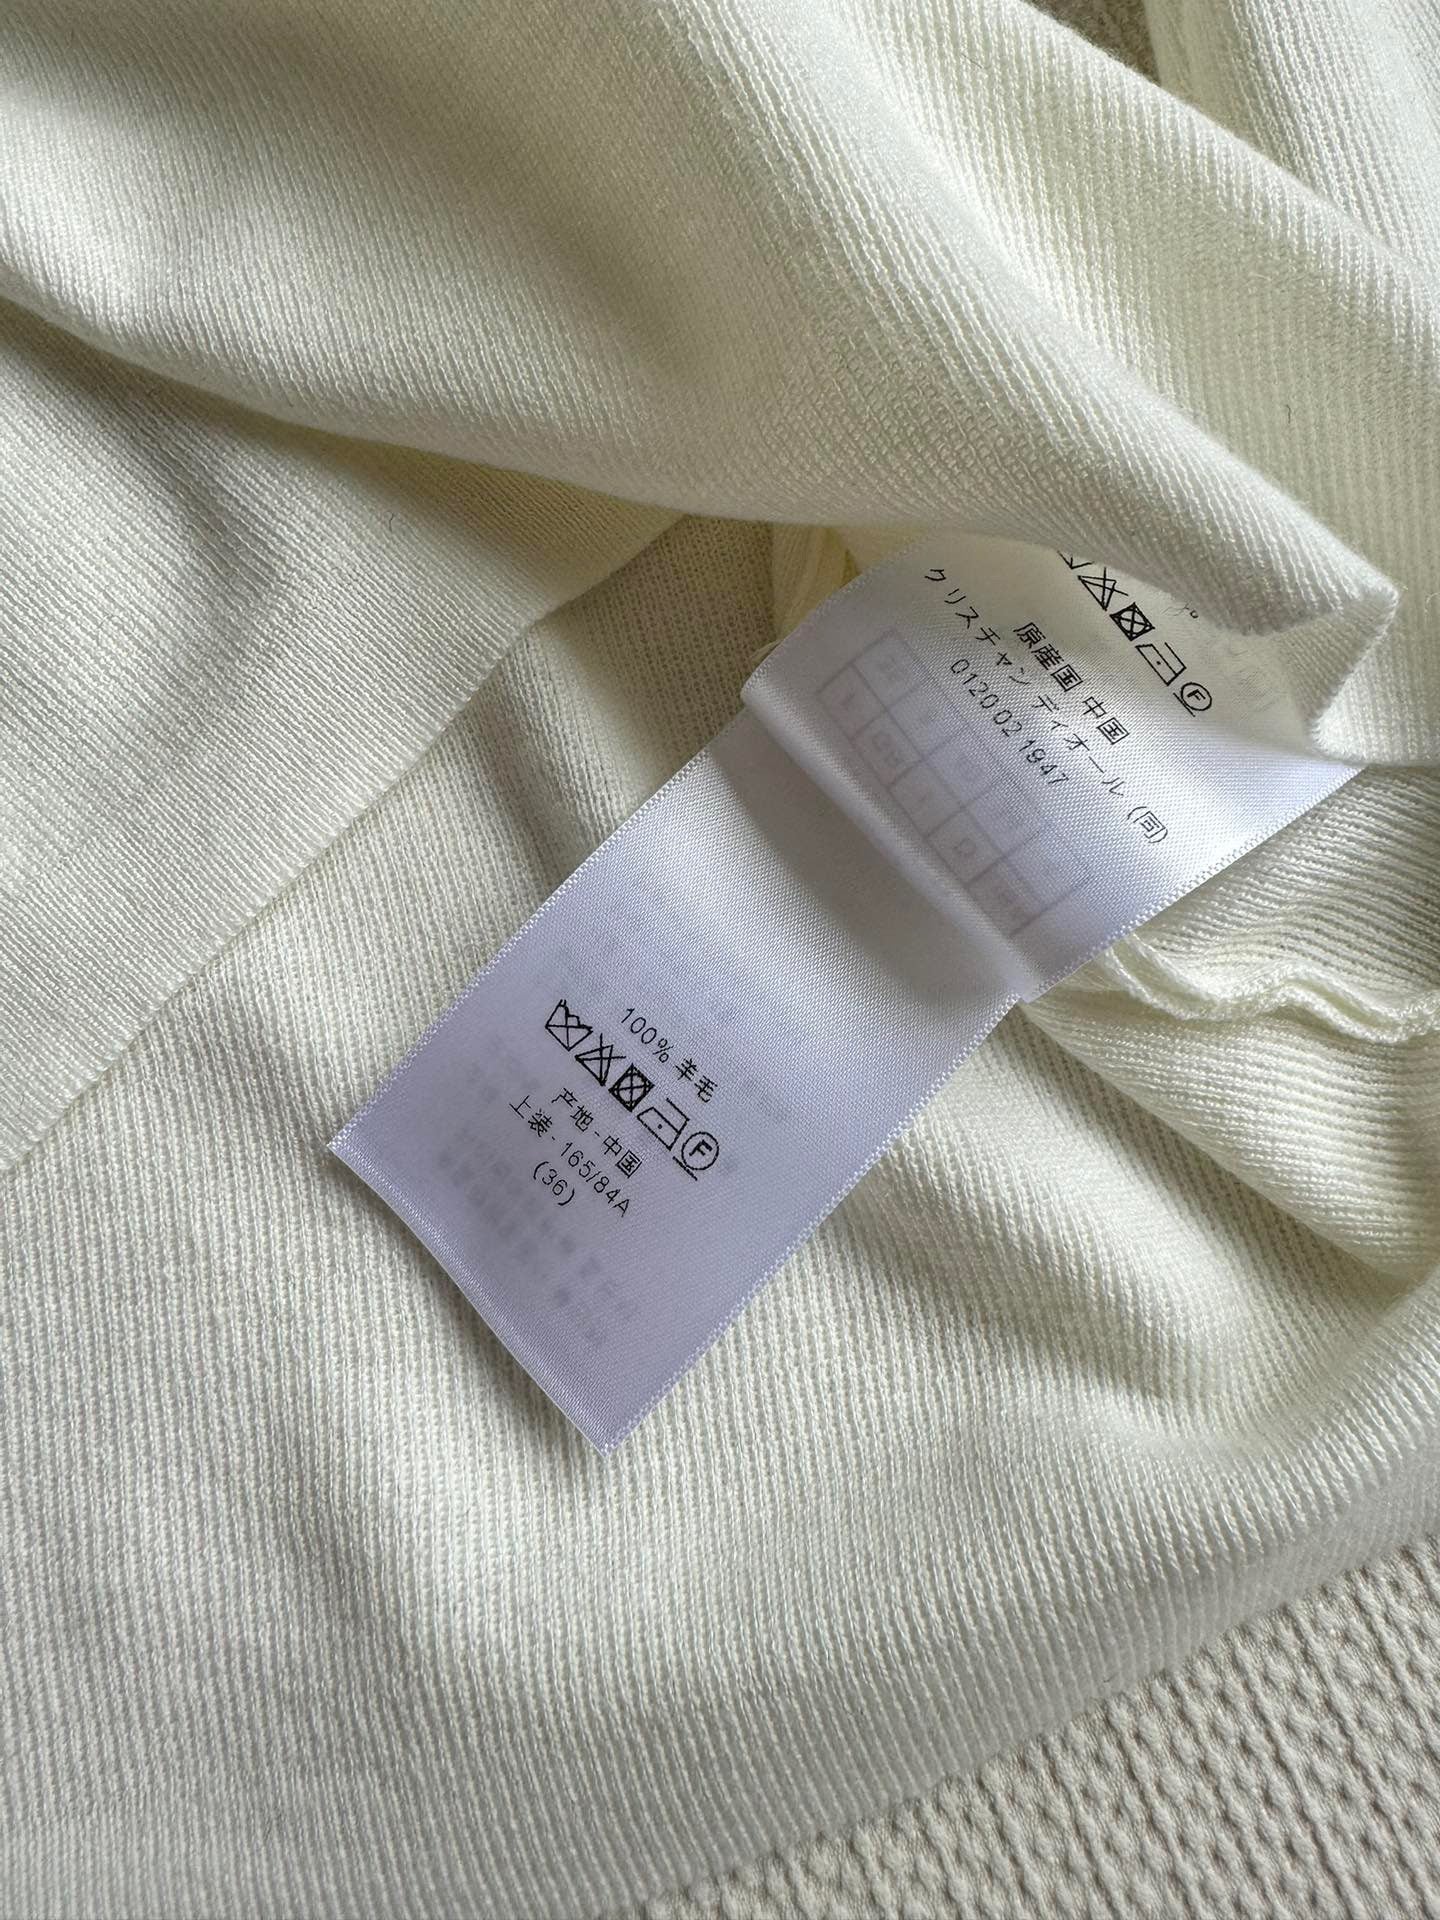 原産国 中国
クリスチャン ディオール (同)
0120021947
100% 羊毛
产地 - 中国
上装 - 165/84A
(36)